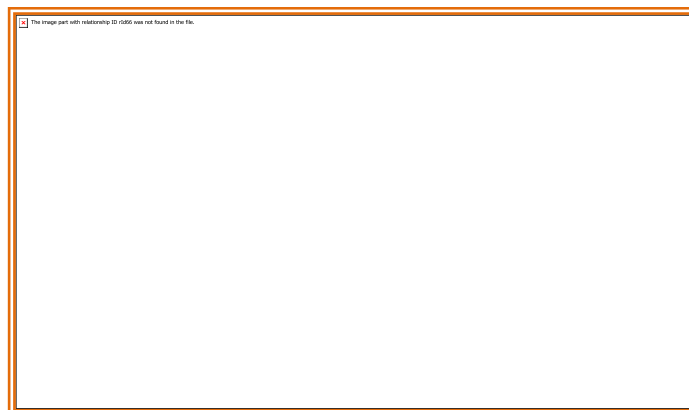 The image part with relationship ID rId66 was not found in the file.